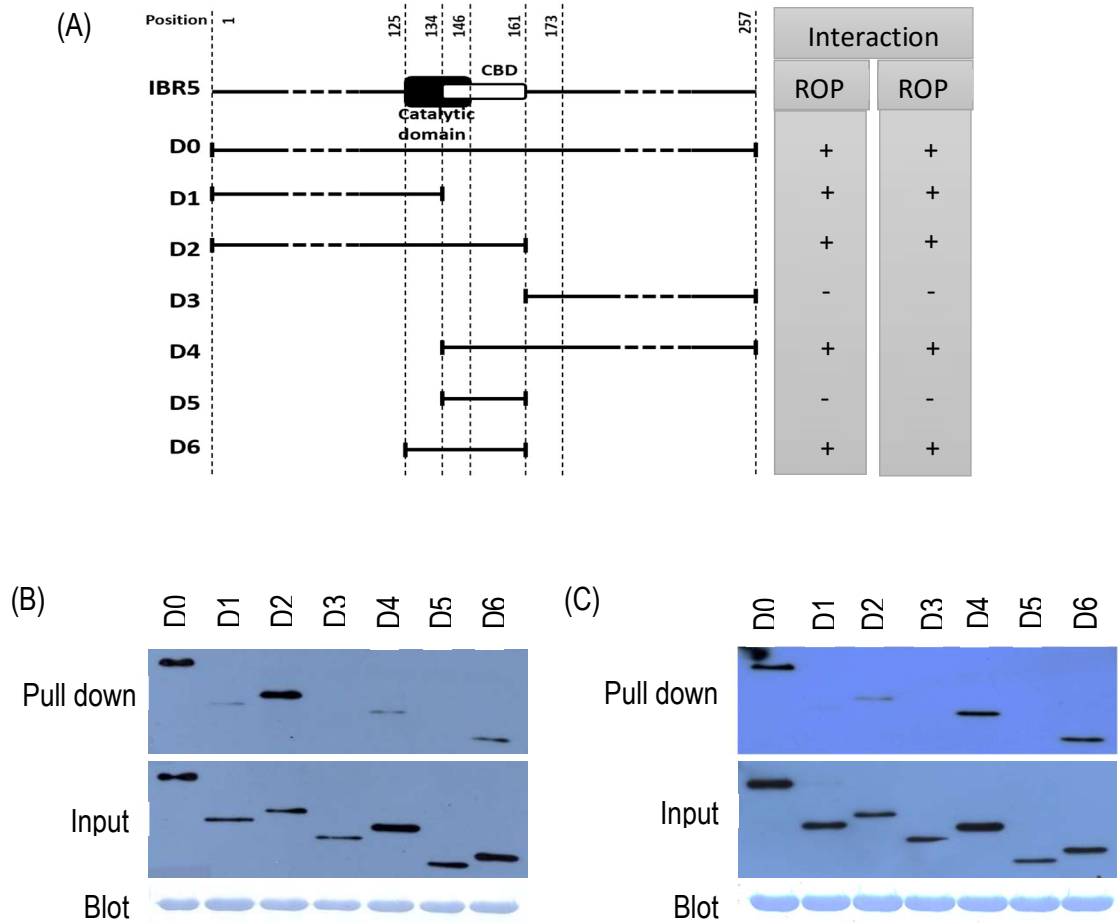 (A)
Position 1 125 134 146 161 173 257
Interaction
ROP ROP
CBD
IBR5
Catalytic
domain
D0 + +
D1 + +
D2 + +
D3 - -
D4 + +
D5 - -
D6 + +
(B)
D0 D1 D2 D3 D4 D5 D6
Pull down
Input
Blot
(C)
D0 D1 D2 D3 D4 D5 D6
Pull down
Input
Blot